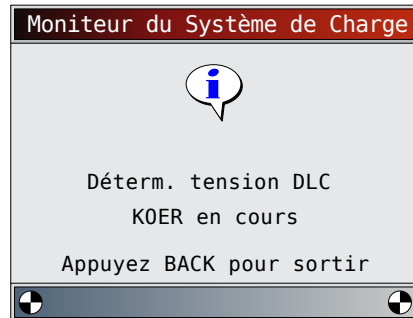 Moniteur du Système de Charge
Déterm. tension DLC
KOER en cours
Appuyez BACK pour sortir